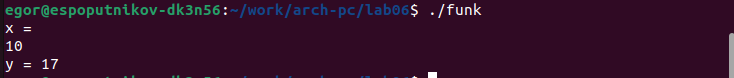 egor@espoputnikov-dk3n56:~/work/arch-pc/lab06$ ./funk
x =
10
y = 17